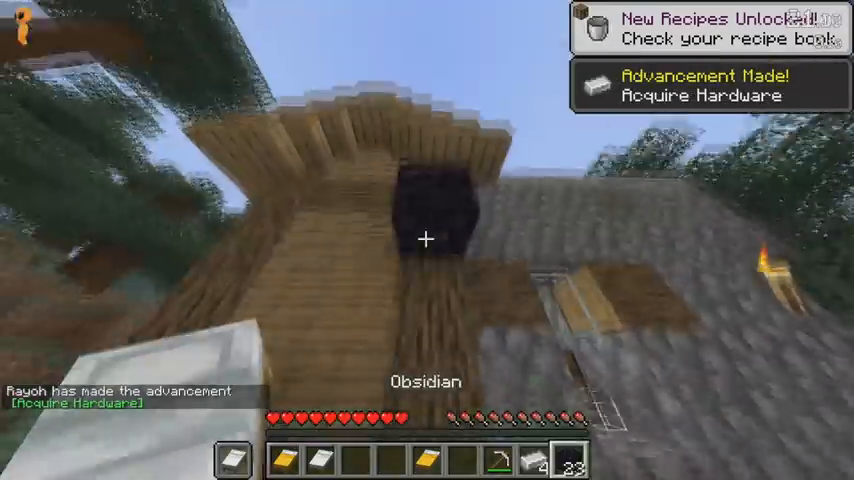 New Recipes Unlocked!
Check your recipe book
Advancement Made!
Acquire Hardware
Obsidian
Rayoh has made the advancement
[Acquire Hardware]
4
23